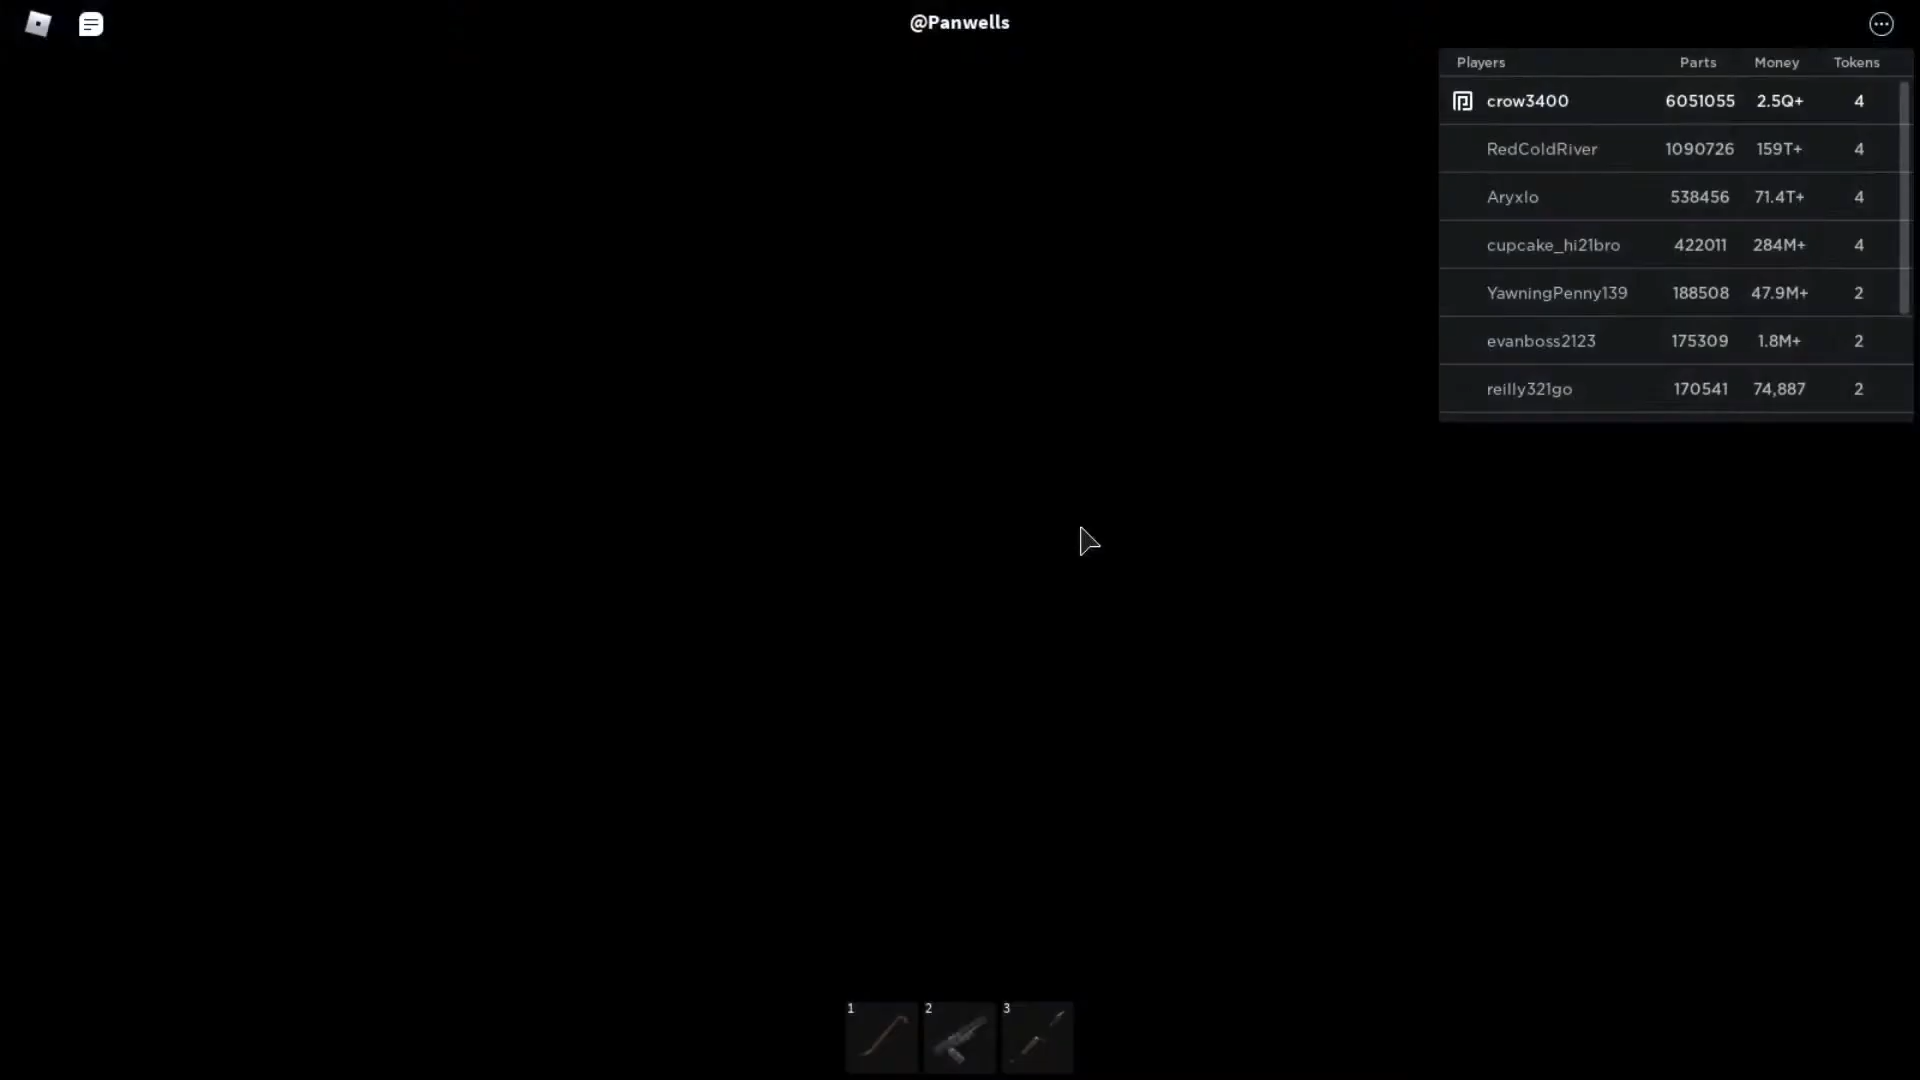 @Panwells
Players Parts Money Tokens
crow3400 6051055 2.5Q+ 4
RedColdRiver 1090726 159T+ 4
Aryxlo 538456 71.4T+ 4
cupcake_hi21bro 422011 284M+ 4
YawningPenny139 188508 47.9M+ 2
evanboss2123 175309 1.8M+ 2
reilly321go 170541 74,887 2
1 2 3